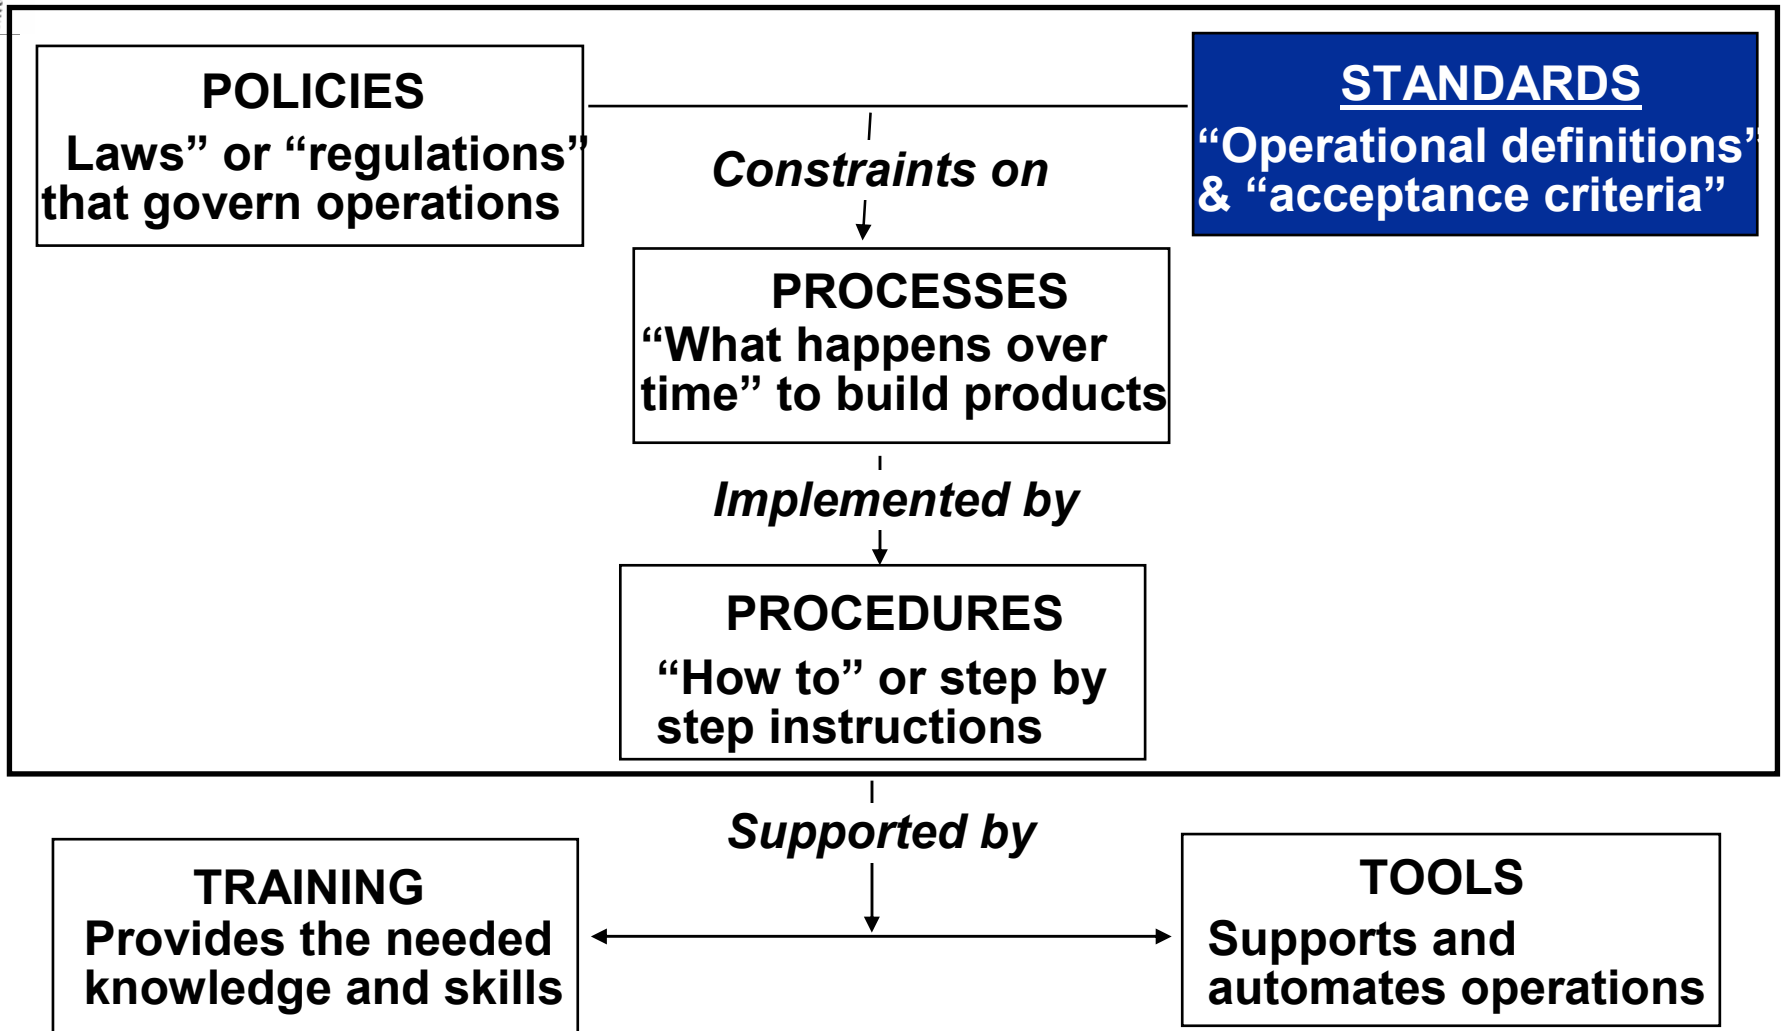 POLICIES
Laws” or “regulations”
that govern operations
STANDARDS
“Operational definitions”
& “acceptance criteria”
Constraints on
PROCESSES
“What happens over
time” to build products
Implemented by
PROCEDURES
“How to” or step by
step instructions
Supported by
TRAINING
Provides the needed
knowledge and skills
TOOLS
Supports and
automates operations